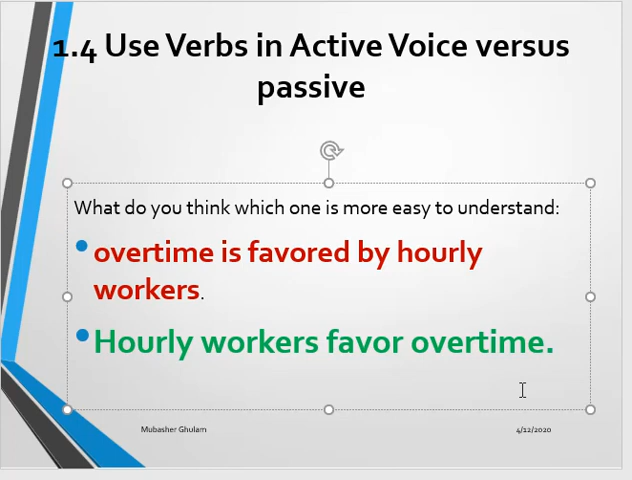 1.4 Use Verbs in Active Voice versus
passive
What do you think which one is more easy to understand:
•overtime is favored by hourly
workers.
•Hourly workers favor overtime.
Mubasher Ghulam 4/12/2020